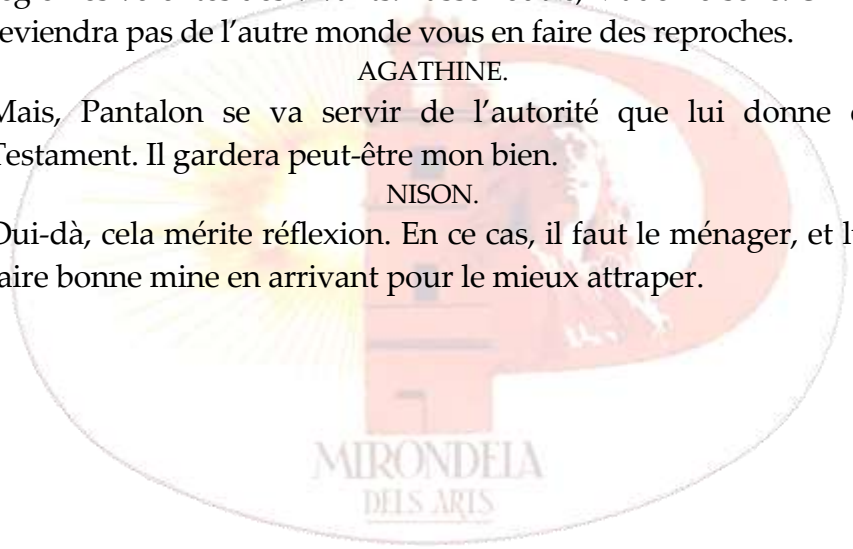 eviendra pas de l’autre monde vous en faire des reproches.
AGATHINE.
Mais, Pantalon se va servir de l’autorité que lui donne
Testament. Il gardera peut-être mon bien.
NISON.
Oui-dà, cela mérite réflexion. En ce cas, il faut le ménager, et l
aire bonne mine en arrivant pour le mieux attraper.
MIRONDELA
DELS ARTS